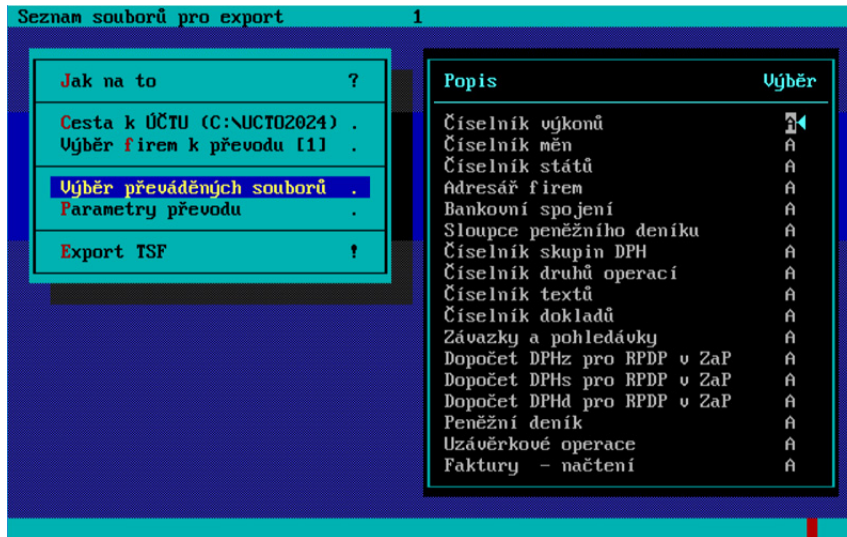 Seznam souborů pro export 1
Jak na to ?
Cesta k ÚČTU (C:\UCTO2024) .
Výběr firem k převodu [1] .
Výběr převáděných souborů .
Parametry převodu .
Export TSF !
Popis Výběr
Číselník výkonů A
Číselník měn A
Číselník států A
Adresář firem A
Bankovní spojení A
Sloupce peněžního deníku A
Číselník skupin DPH A
Číselník druhů operací A
Číselník textů A
Číselník dokladů A
Závazky a pohledávky A
Dopočet DPHz pro RPDP v ZaP A
Dopočet DPHs pro RPDP v ZaP A
Dopočet DPHd pro RPDP v ZaP A
Peněžní deník A
Uzávěrkové operace A
Faktury - načtení A